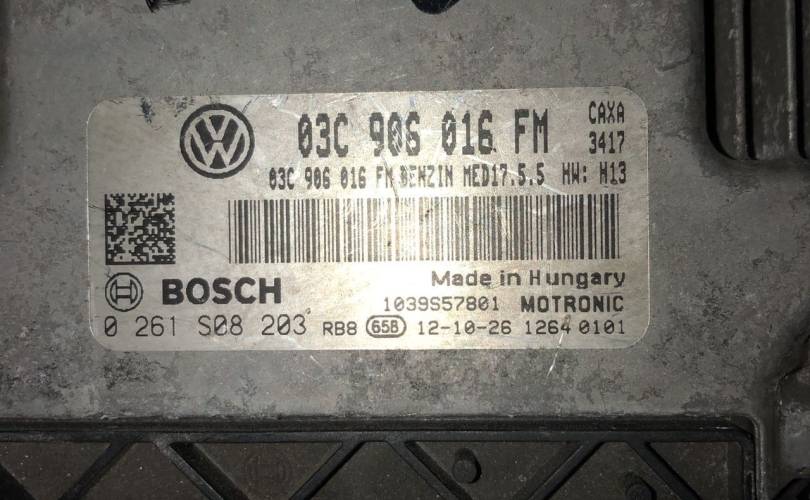 03C 906 016 FM CAXA
3417
03C 906 016 FM BENZIN MED17.5.5 HW: H13
BOSCH
Made in Hungary
1039S57801 MOTRONIC
0 261 S08 203 RB8 658 12-10-26 1264 0101